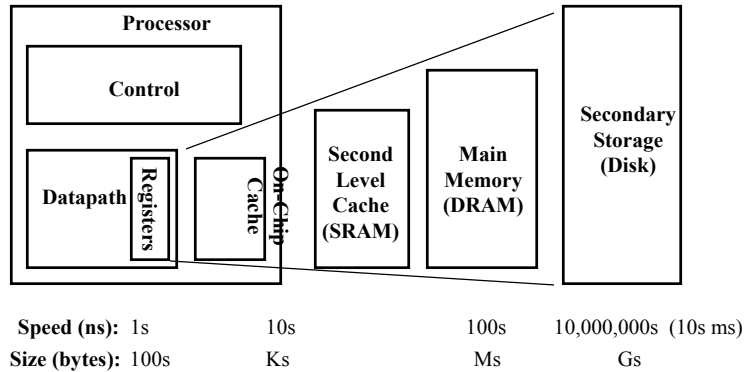 Processor
Control
Datapath
Registers
On-Chip
Cache
Second
Level
Cache
(SRAM)
Main
Memory
(DRAM)
Secondary
Storage
(Disk)
Speed (ns): 1s 10s 100s 10,000,000s (10s ms)
Size (bytes): 100s Ks Ms Gs